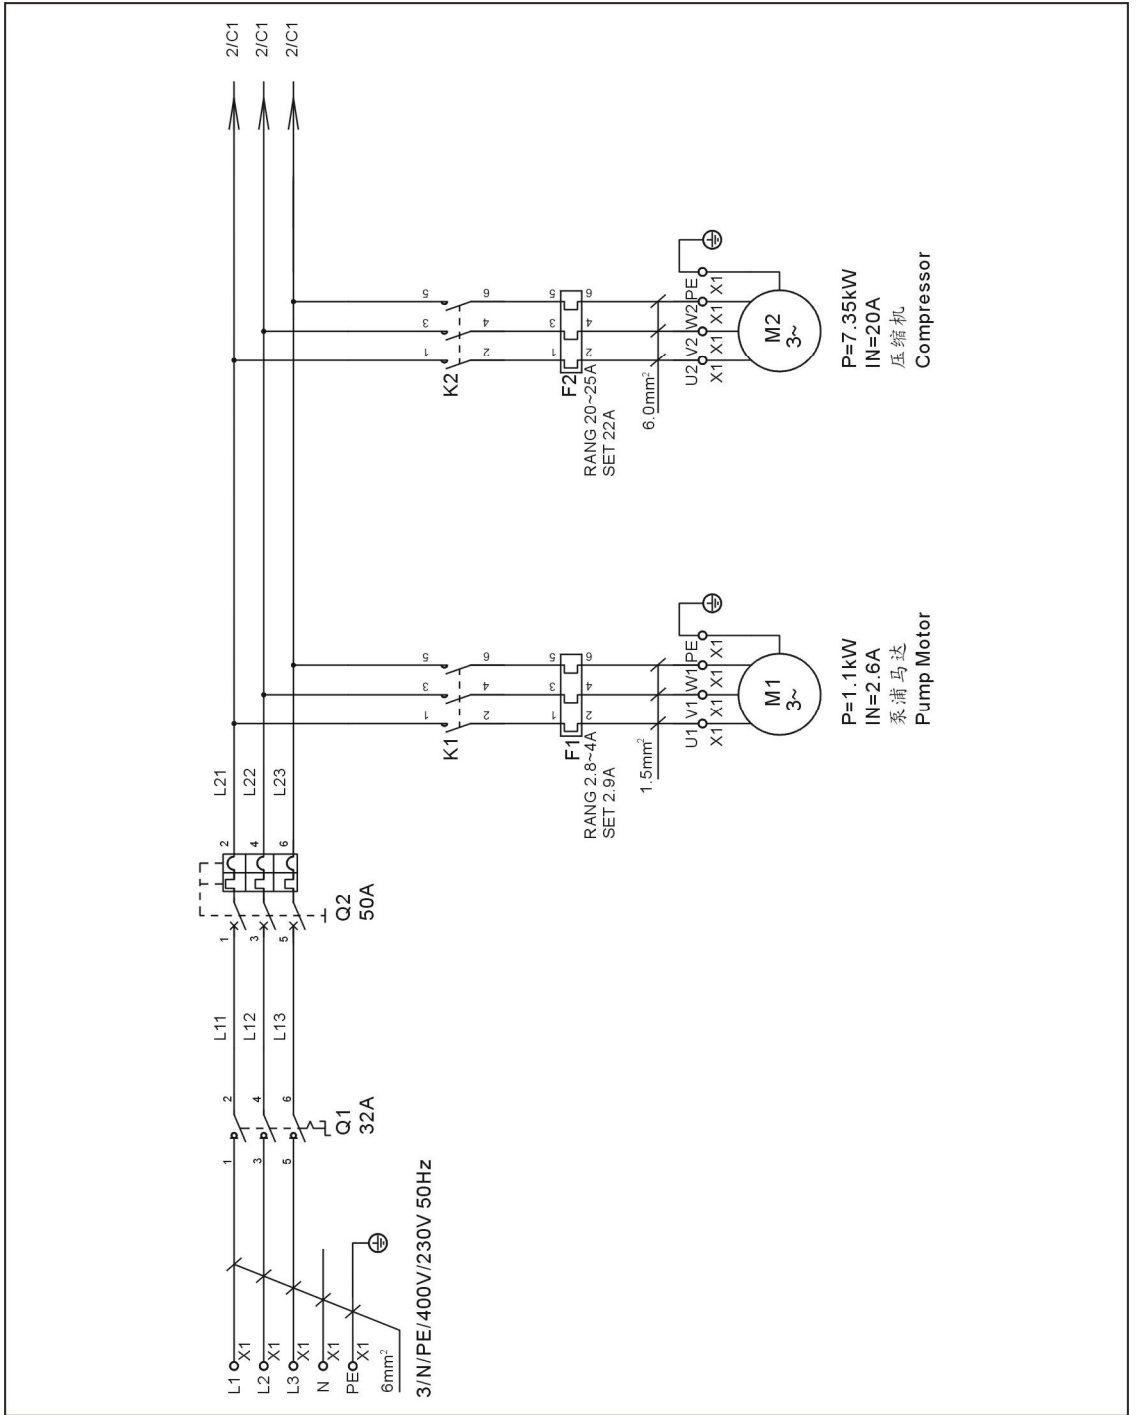 L1 X1
L2 X1
L3 X1
N X1
PE X1
6mm²
3/N/PE/400V/230V 50Hz
1 2
3 4
5 6
Q1
32A
L11
L12
L13
1 2
3 4
5 6
Q2
50A
L21
L22
L23
1 3 5
2 4 6
K1
1 3 5
2 4 6
F1
RANG 2.8~4A
SET 2.9A
1.5mm²
U1 V1 W1 PE
X1 X1 X1 X1
M1
3~
P=1.1kW
IN=2.6A
泵浦马达
Pump Motor
1 3 5
2 4 6
K2
1 3 5
2 4 6
F2
RANG 20~25A
SET 22A
6.0mm²
U2 V2 W2 PE
X1 X1 X1 X1
M2
3~
P=7.35kW
IN=20A
压缩机
Compressor
2/C1
2/C1
2/C1